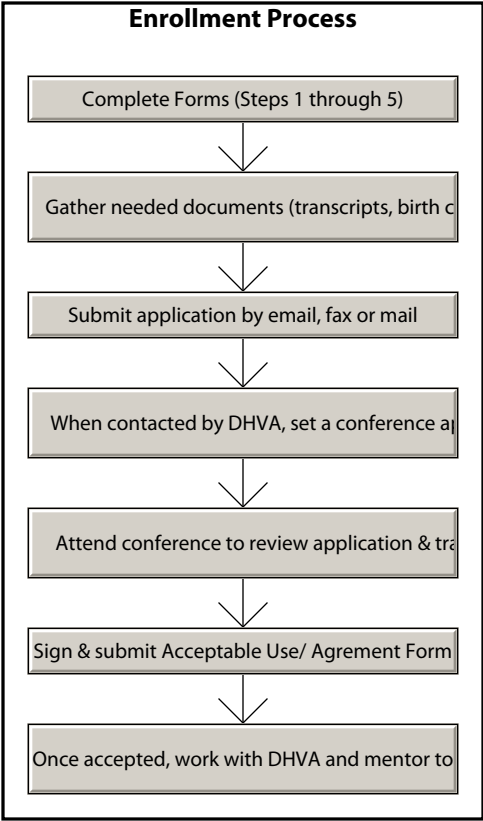 Enrollment Process
Complete Forms (Steps 1 through 5)
Gather needed documents (transcripts, birth c
Submit application by email, fax or mail
When contacted by DHVA, set a conference a
Attend conference to review application & tra
Sign & submit Acceptable Use/ Agrement Form
Once accepted, work with DHVA and mentor to